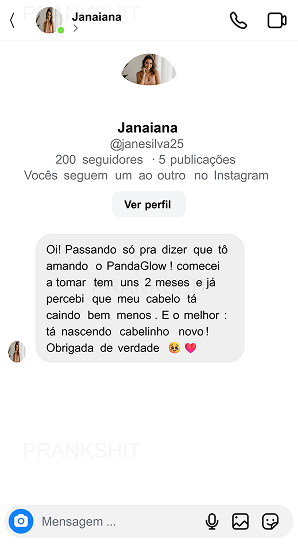 PRANKSHIT
Janaiana
Janaiana
@janesilva25
200 seguidores · 5 publicações
Vocês seguem um ao outro no Instagram
Ver perfil
Oi! Passando só pra dizer que tô
amando o PandaGlow ! comecei
a tomar tem uns 2 meses e já
percebi que meu cabelo tá
caindo bem menos . E o melhor :
tá nascendo cabelinho novo !
Obrigada de verdade 🥹 ❤️
PRANKSHIT
Mensagem ...